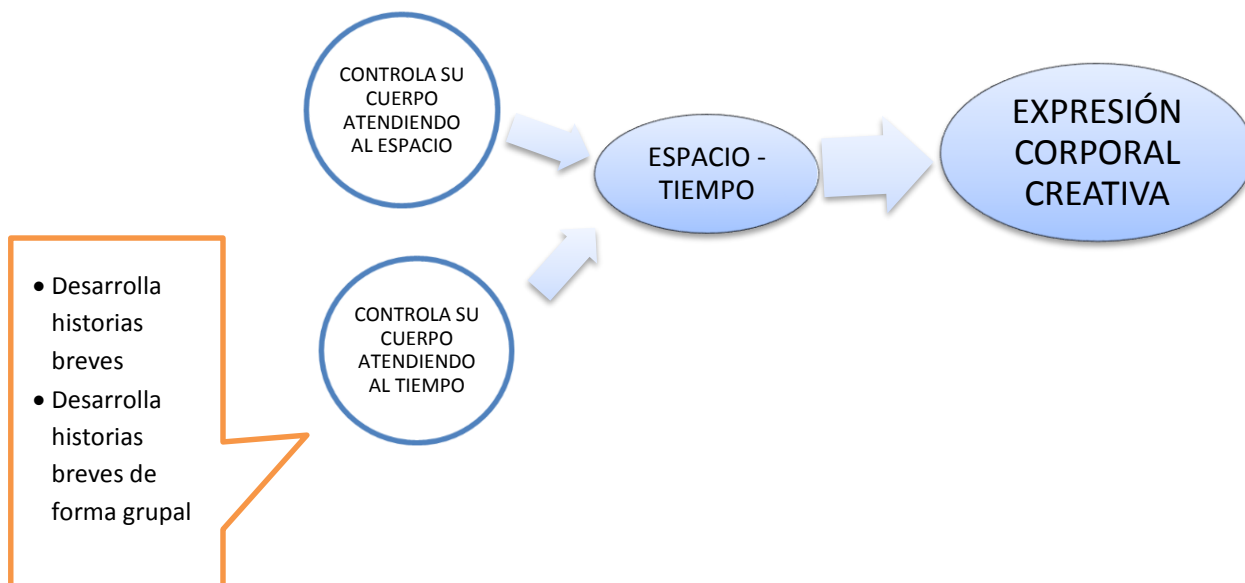 CONTROLA SU
CUERPO
ATENDIENDO
AL ESPACIO
ESPACIO -
TIEMPO
EXPRESIÓN
CORPORAL
CREATIVA
CONTROLA SU
CUERPO
ATENDIENDO
AL TIEMPO
• Desarrolla
historias
breves
• Desarrolla
historias
breves de
forma grupal